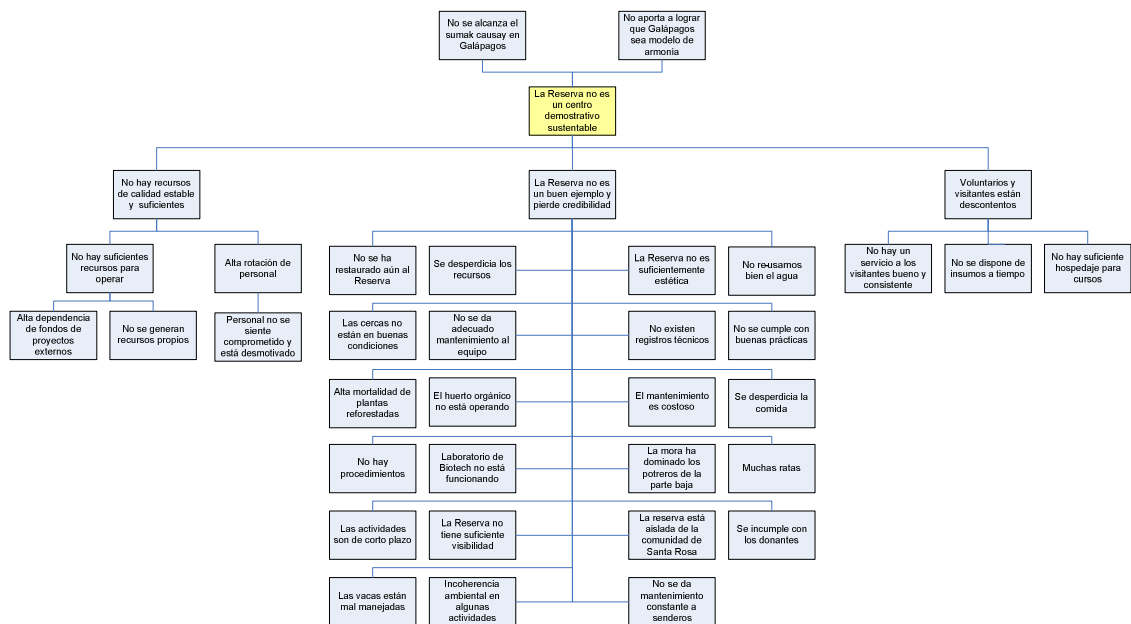 No se alcanza el
sumak causay en
Galápagos
No aporta a lograr
que Galápagos
sea modelo de
armonia
La Reserva no es
un centro
demostrativo
sustentable
No hay recursos
de calidad estable
y suficientes
La Reserva no es
un buen ejemplo y
pierde credibilidad
Voluntarios y
visitantes están
descontentos
No hay suficientes
recursos para
operar
Alta rotación de
personal
No se ha
restaurado aún al
Reserva
Se desperdicia los
recursos
La Reserva no es
suficientemente
estética
No re-usamos
bien el agua
No hay un
servicio a los
visitantes bueno y
consistente
No se dispone de
insumos a tiempo
No hay suficiente
hospedaje para
cursos
Alta dependencia
de fondos de
proyectos
externos
No se generan
recursos propios
Personal no se
siente
comprometido y
está desmotivado
Las cercas no
están en buenas
condiciones
No se da
adecuado
mantenimiento al
equipo
No existen
registros técnicos
No se cumple con
buenas prácticas
Alta mortalidad de
plantas
reforestadas
El huerto orgánico
no está operando
El mantenimiento
es costoso
Se desperdicia la
comida
No hay
procedimientos
Laboratorio de
Biotech no está
funcionando
La mora ha
dominado los
potreros de la
parte baja
Muchas ratas
Las actividades
son de corto plazo
La Reserva no
tiene suficiente
visibilidad
La reserva está
aislada de la
comunidad de
Santa Rosa
Se incumple con
los donantes
Las vacas están
mal manejadas
Incoherencia
ambiental en
algunas
actividades
No se da
mantenimiento
constante a
senderos